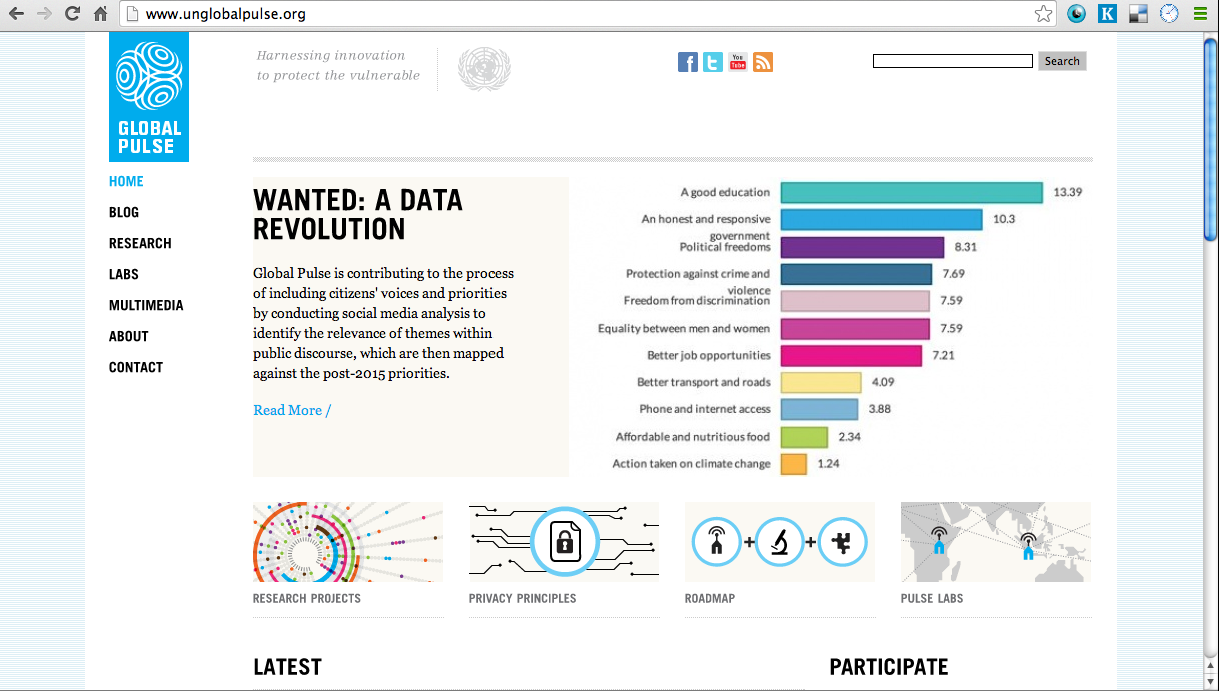 www.unglobalpulse.org
Harnessing innovation
to protect the vulnerable
f
t
You
Tube
Search
K
GLOBAL
PULSE
HOME
BLOG
RESEARCH
LABS
MULTIMEDIA
ABOUT
CONTACT
WANTED: A DATA
REVOLUTION
Global Pulse is contributing to the process
of including citizens' voices and priorities
by conducting social media analysis to
identify the relevance of themes within
public discourse, which are then mapped
against the post-2015 priorities.
Read More /
A good education 13.39
An honest and responsive 10.3
government
Political freedoms 8.31
Protection against crime and 7.69
violence
Freedom from discrimination 7.59
Equality between men and women 7.59
Better job opportunities 7.21
Better transport and roads 4.09
Phone and internet access 3.88
Affordable and nutritious food 2.34
Action taken on climate change 1.24
+ +
RESEARCH PROJECTS
PRIVACY PRINCIPLES
ROADMAP
PULSE LABS
LATEST
PARTICIPATE